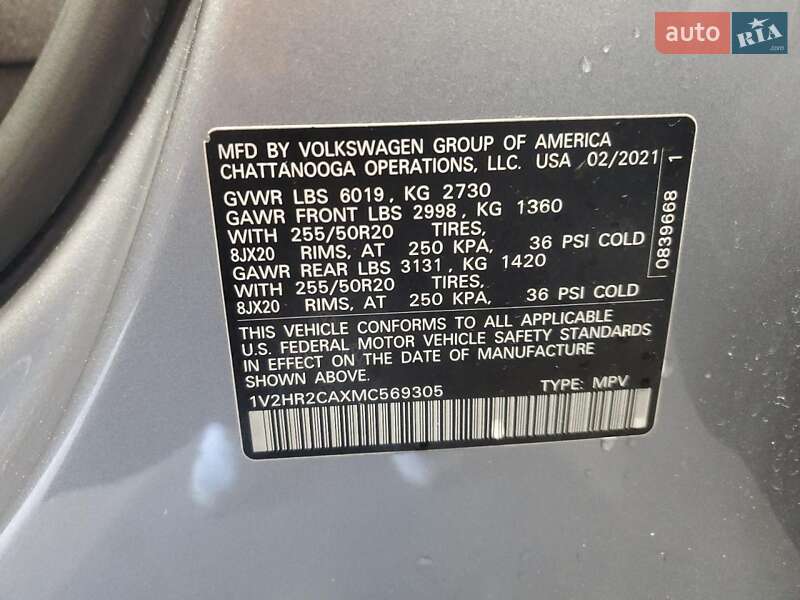 auto RIA.com
MFD BY VOLKSWAGEN GROUP OF AMERICA
CHATTANOOGA OPERATIONS, LLC. USA 02/2021
GVWR LBS 6019, KG 2730
GAWR FRONT LBS 2998, KG 1360
WITH 255/50R20 TIRES,
8JX20 RIMS, AT 250 KPA, 36 PSI COLD
GAWR REAR LBS 3131, KG 1420
WITH 255/50R20 TIRES,
8JX20 RIMS, AT 250 KPA, 36 PSI COLD
THIS VEHICLE CONFORMS TO ALL APPLICABLE
U.S. FEDERAL MOTOR VEHICLE SAFETY STANDARDS
IN EFFECT ON THE DATE OF MANUFACTURE
SHOWN ABOVE.
1V2HR2CAXMC569305 TYPE: MPV
0839668 1